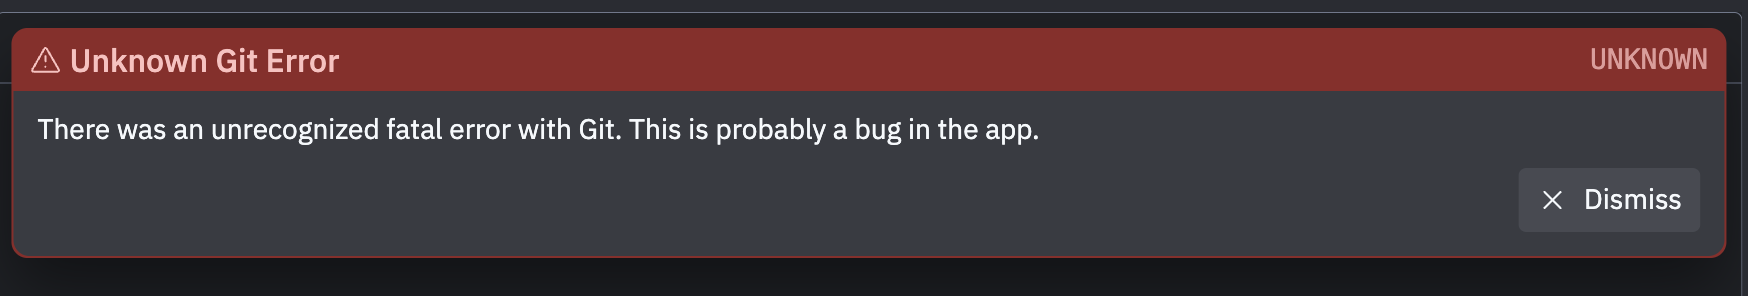 Unknown Git Error
UNKNOWN
There was an unrecognized fatal error with Git. This is probably a bug in the app.
Dismiss